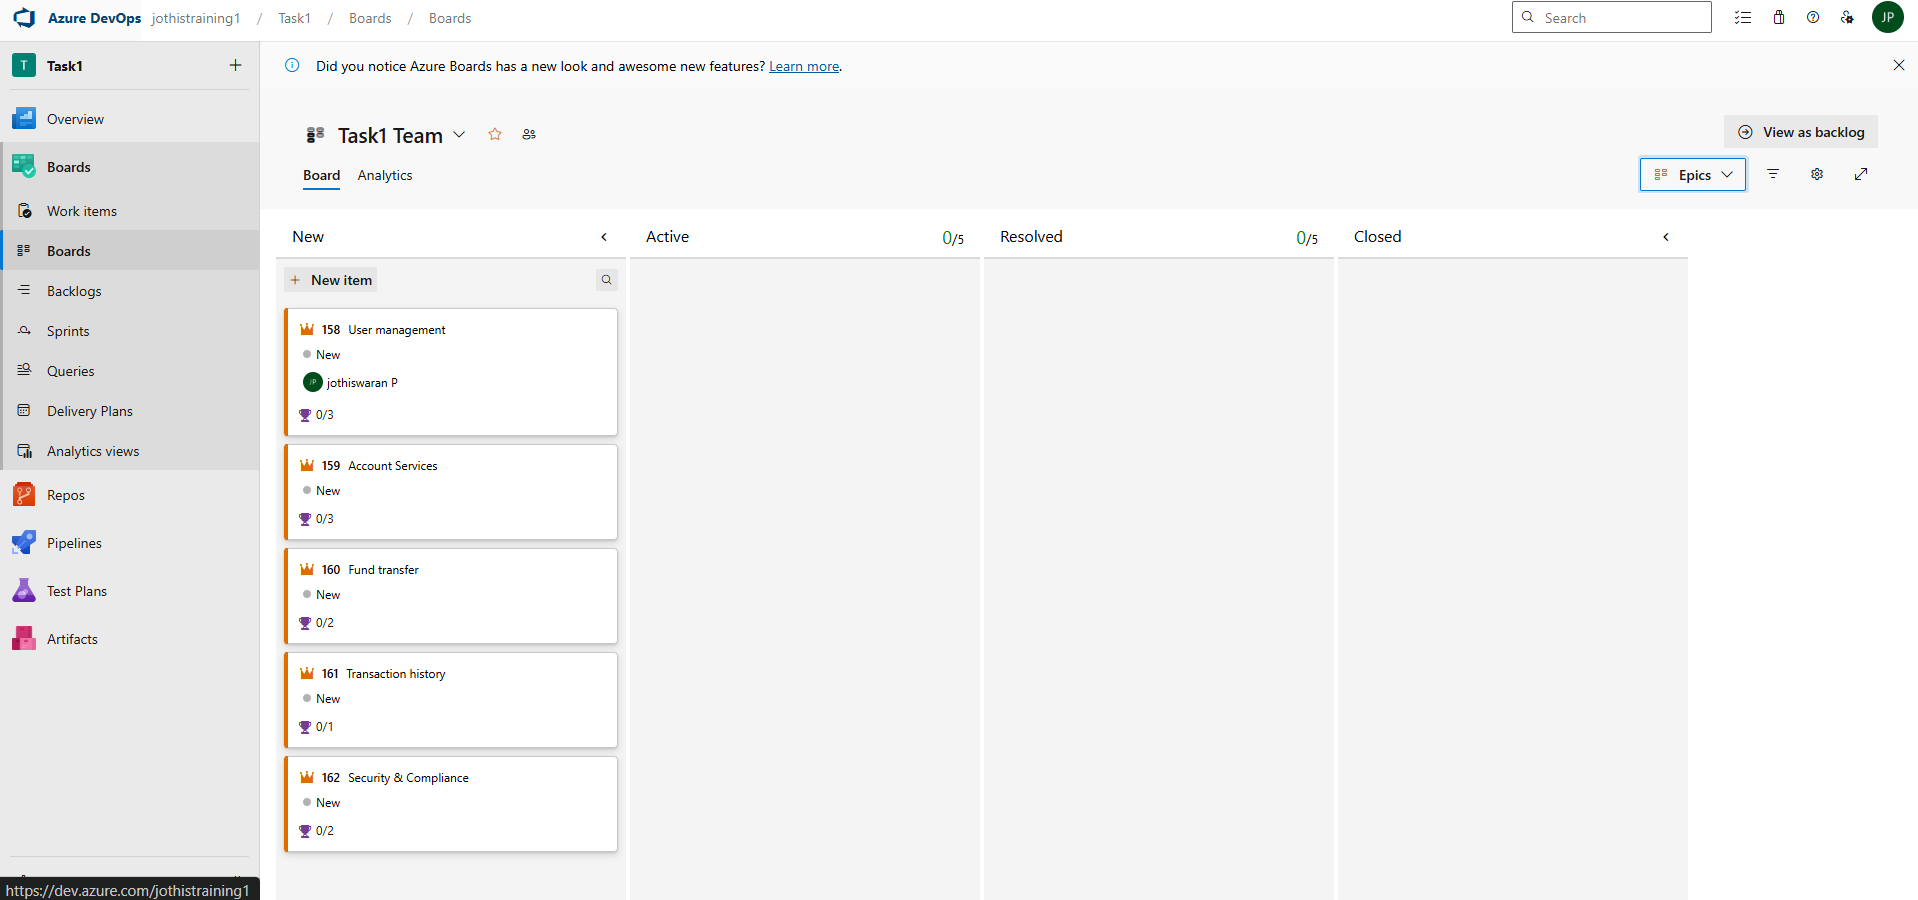 Azure DevOps jothistraining1 / Task1 / Boards / Boards
Search
JP
T Task1
Did you notice Azure Boards has a new look and awesome new features? Learn more.
Overview
Boards
Work items
Boards
Backlogs
Sprints
Queries
Delivery Plans
Analytics views
Repos
Pipelines
Test Plans
Artifacts
https://dev.azure.com/jothistraining1
Task1 Team
View as backlog
Board Analytics
Epics
New
Active 0/5
Resolved 0/5
Closed
+ New item
158 User management
New
JP jothiswaran P
0/3
159 Account Services
New
0/3
160 Fund transfer
New
0/2
161 Transaction history
New
0/1
162 Security & Compliance
New
0/2